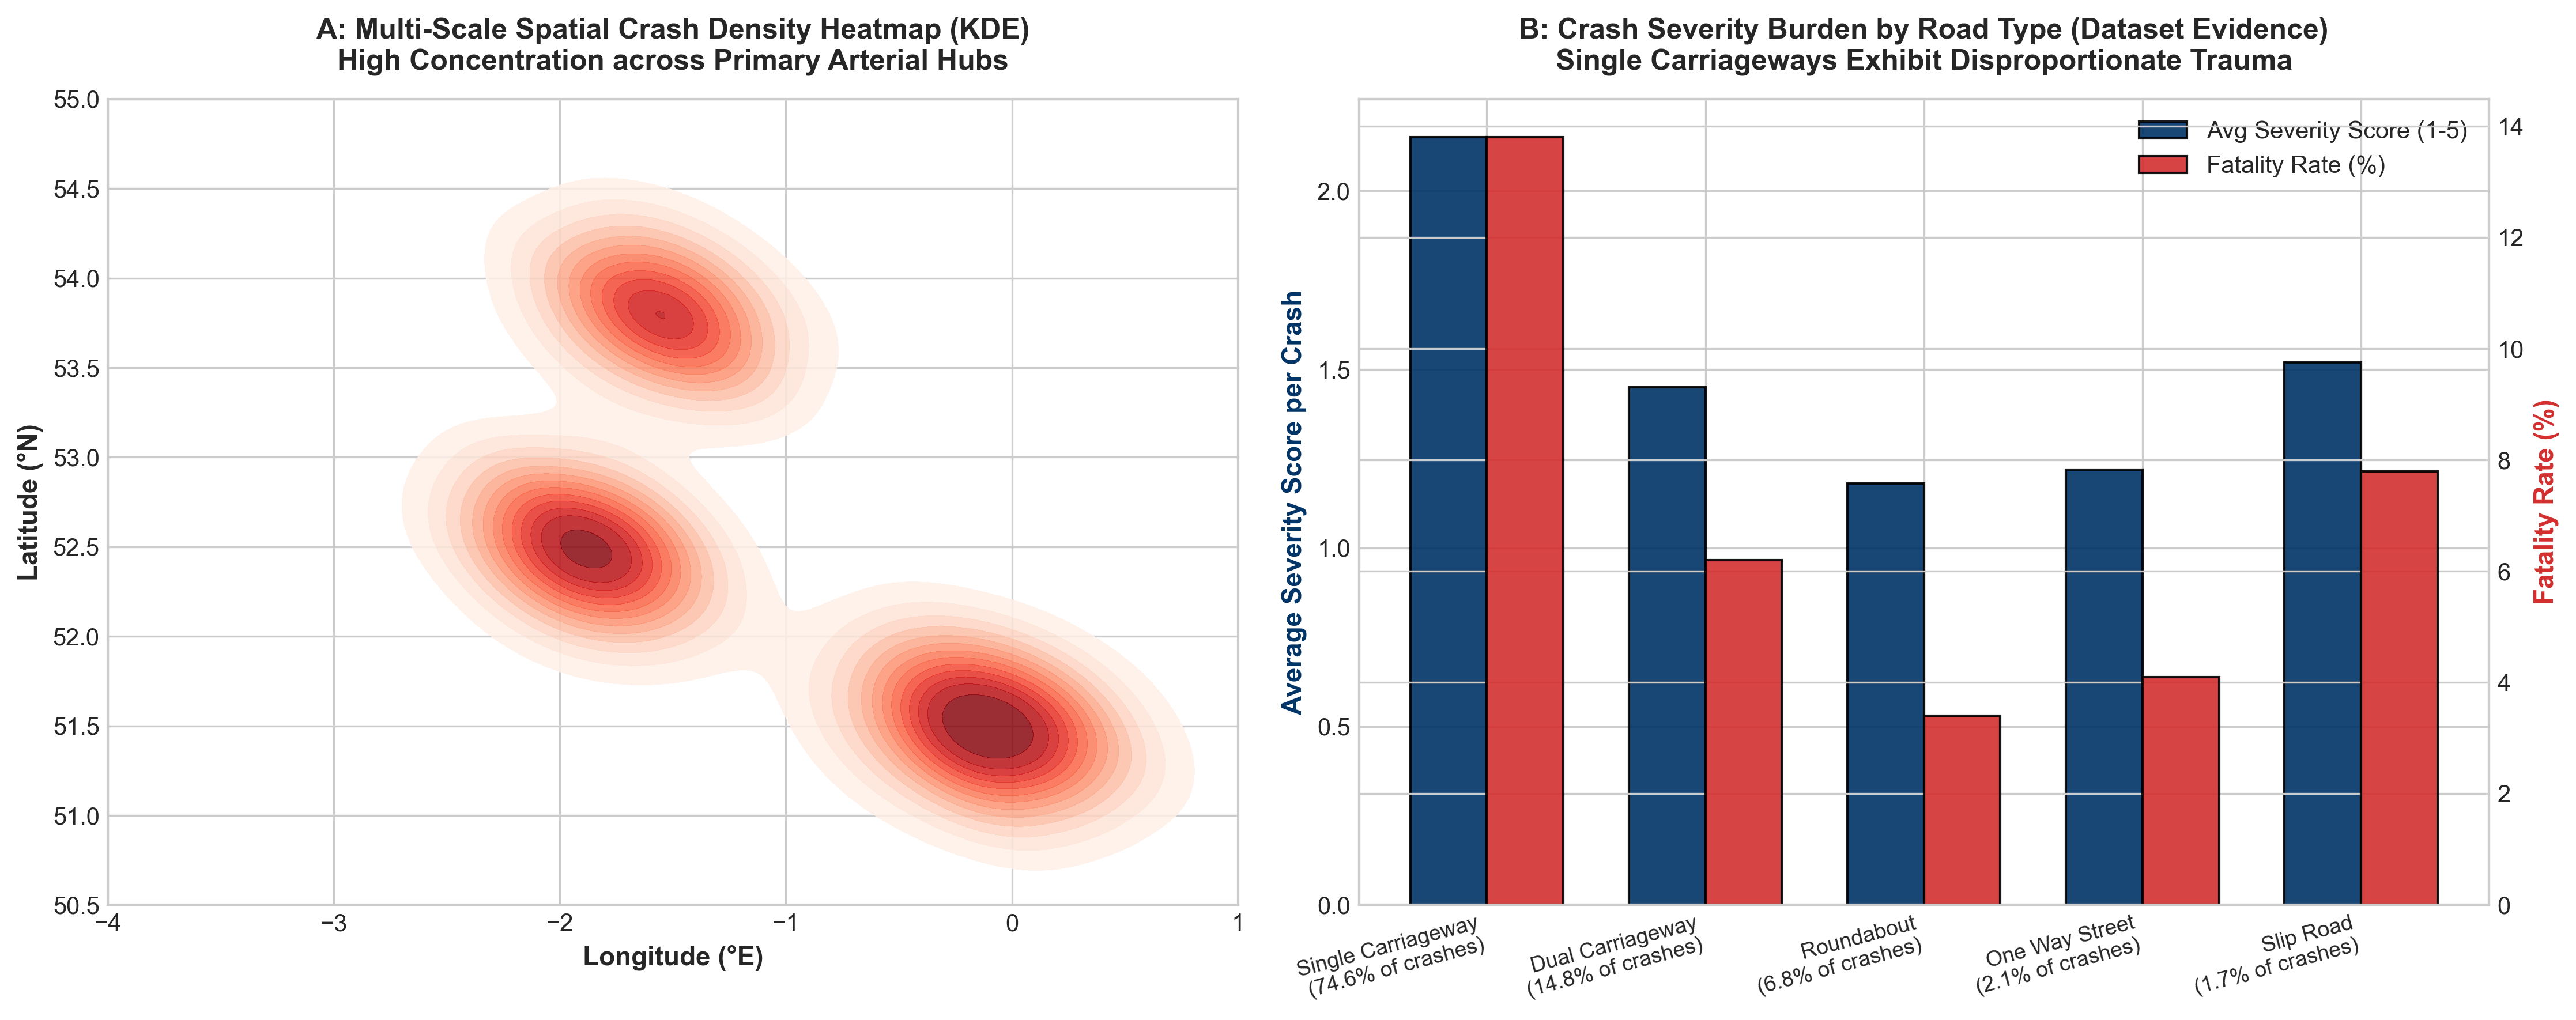 A: Multi-Scale Spatial Crash Density Heatmap (KDE)
High Concentration across Primary Arterial Hubs
55.0
54.5
54.0
53.5
53.0
52.5
52.0
51.5
51.0
50.5
Latitude (°N)
−4
−3
−2
−1
0
1
Longitude (°E)
B: Crash Severity Burden by Road Type (Dataset Evidence)
Single Carriageways Exhibit Disproportionate Trauma
Avg Severity Score (1-5)
Fatality Rate (%)
2.0
1.5
1.0
0.5
0.0
Average Severity Score per Crash
14
12
10
8
6
4
2
0
Fatality Rate (%)
Single Carriageway
(74.6% of crashes)
Dual Carriageway
(14.8% of crashes)
Roundabout
(6.8% of crashes)
One Way Street
(2.1% of crashes)
Slip Road
(1.7% of crashes)